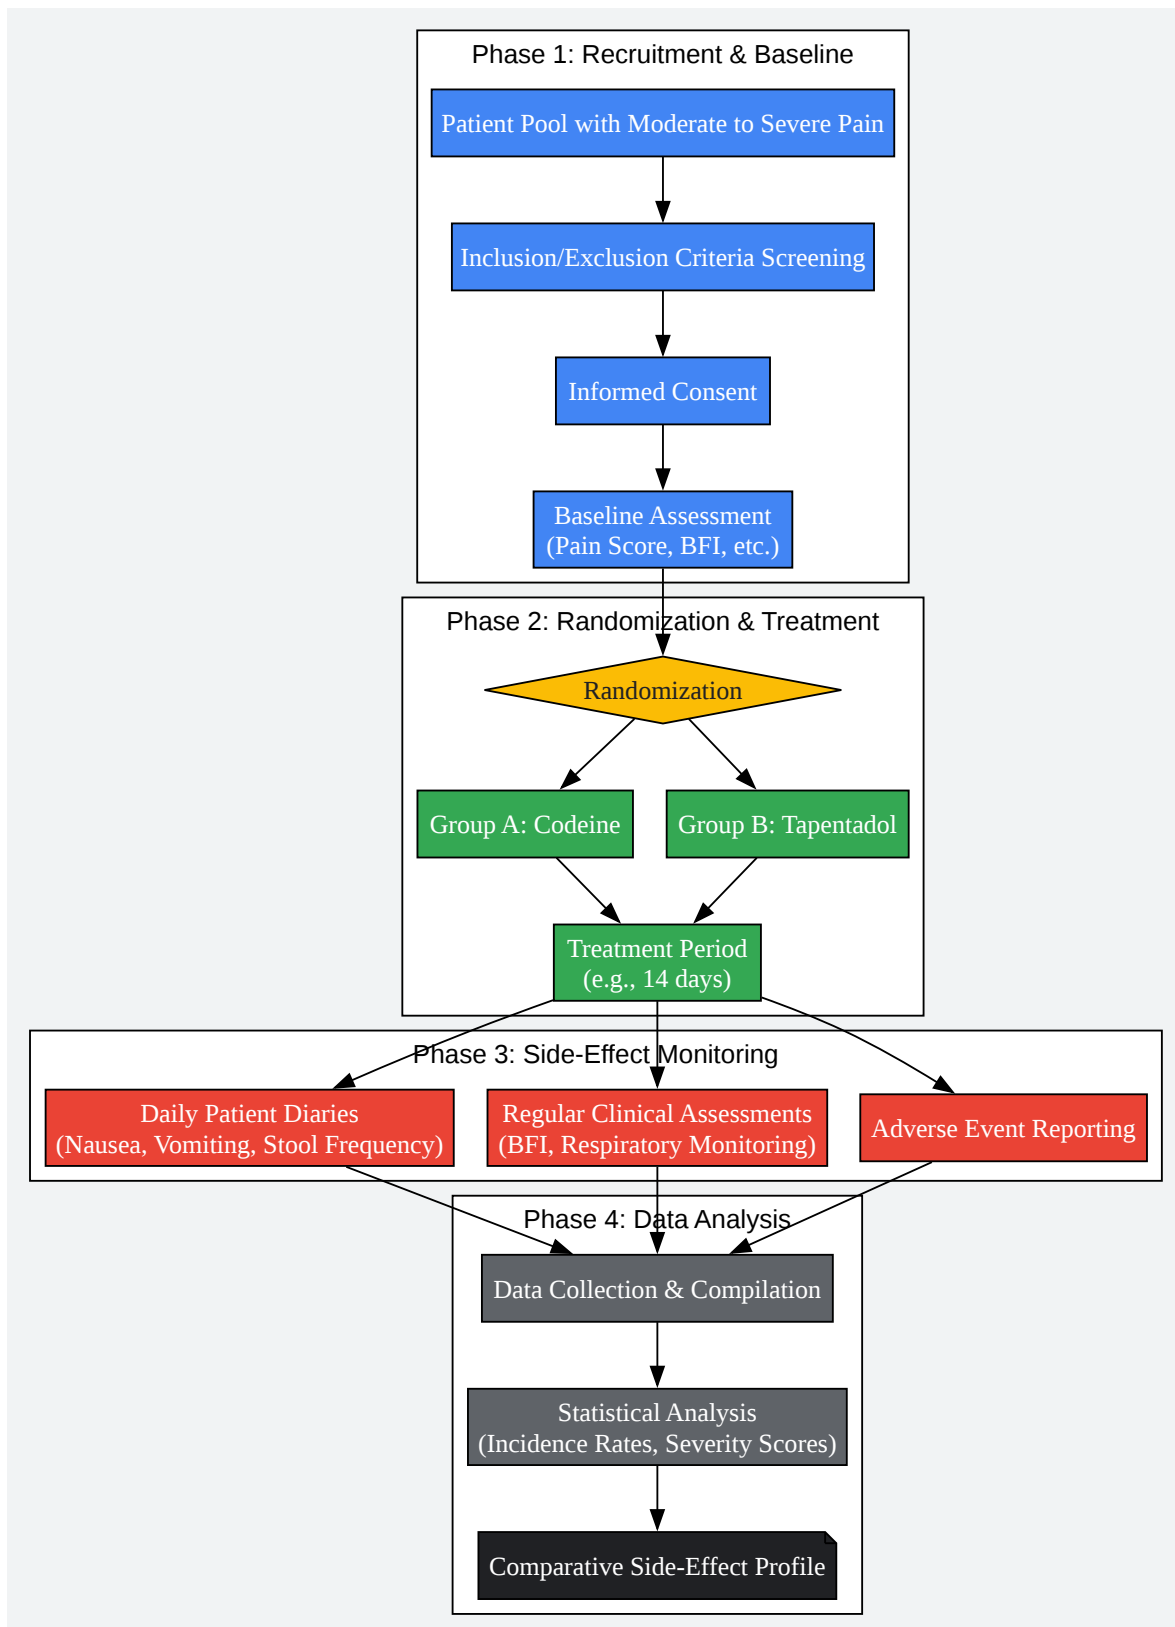 Phase 1: Recruitment & Baseline
Patient Pool with Moderate to Severe Pain
Inclusion/Exclusion Criteria Screening
Informed Consent
Baseline Assessment
(Pain Score, BFI, etc.)
Phase 2: Randomization & Treatment
Randomization
Group A: Codeine
Group B: Tapentadol
Treatment Period
(e.g., 14 days)
Phase 3: Side-Effect Monitoring
Daily Patient Diaries
(Nausea, Vomiting, Stool Frequency)
Regular Clinical Assessments
(BFI, Respiratory Monitoring)
Adverse Event Reporting
Phase 4: Data Analysis
Data Collection & Compilation
Statistical Analysis
(Incidence Rates, Severity Scores)
Comparative Side-Effect Profile